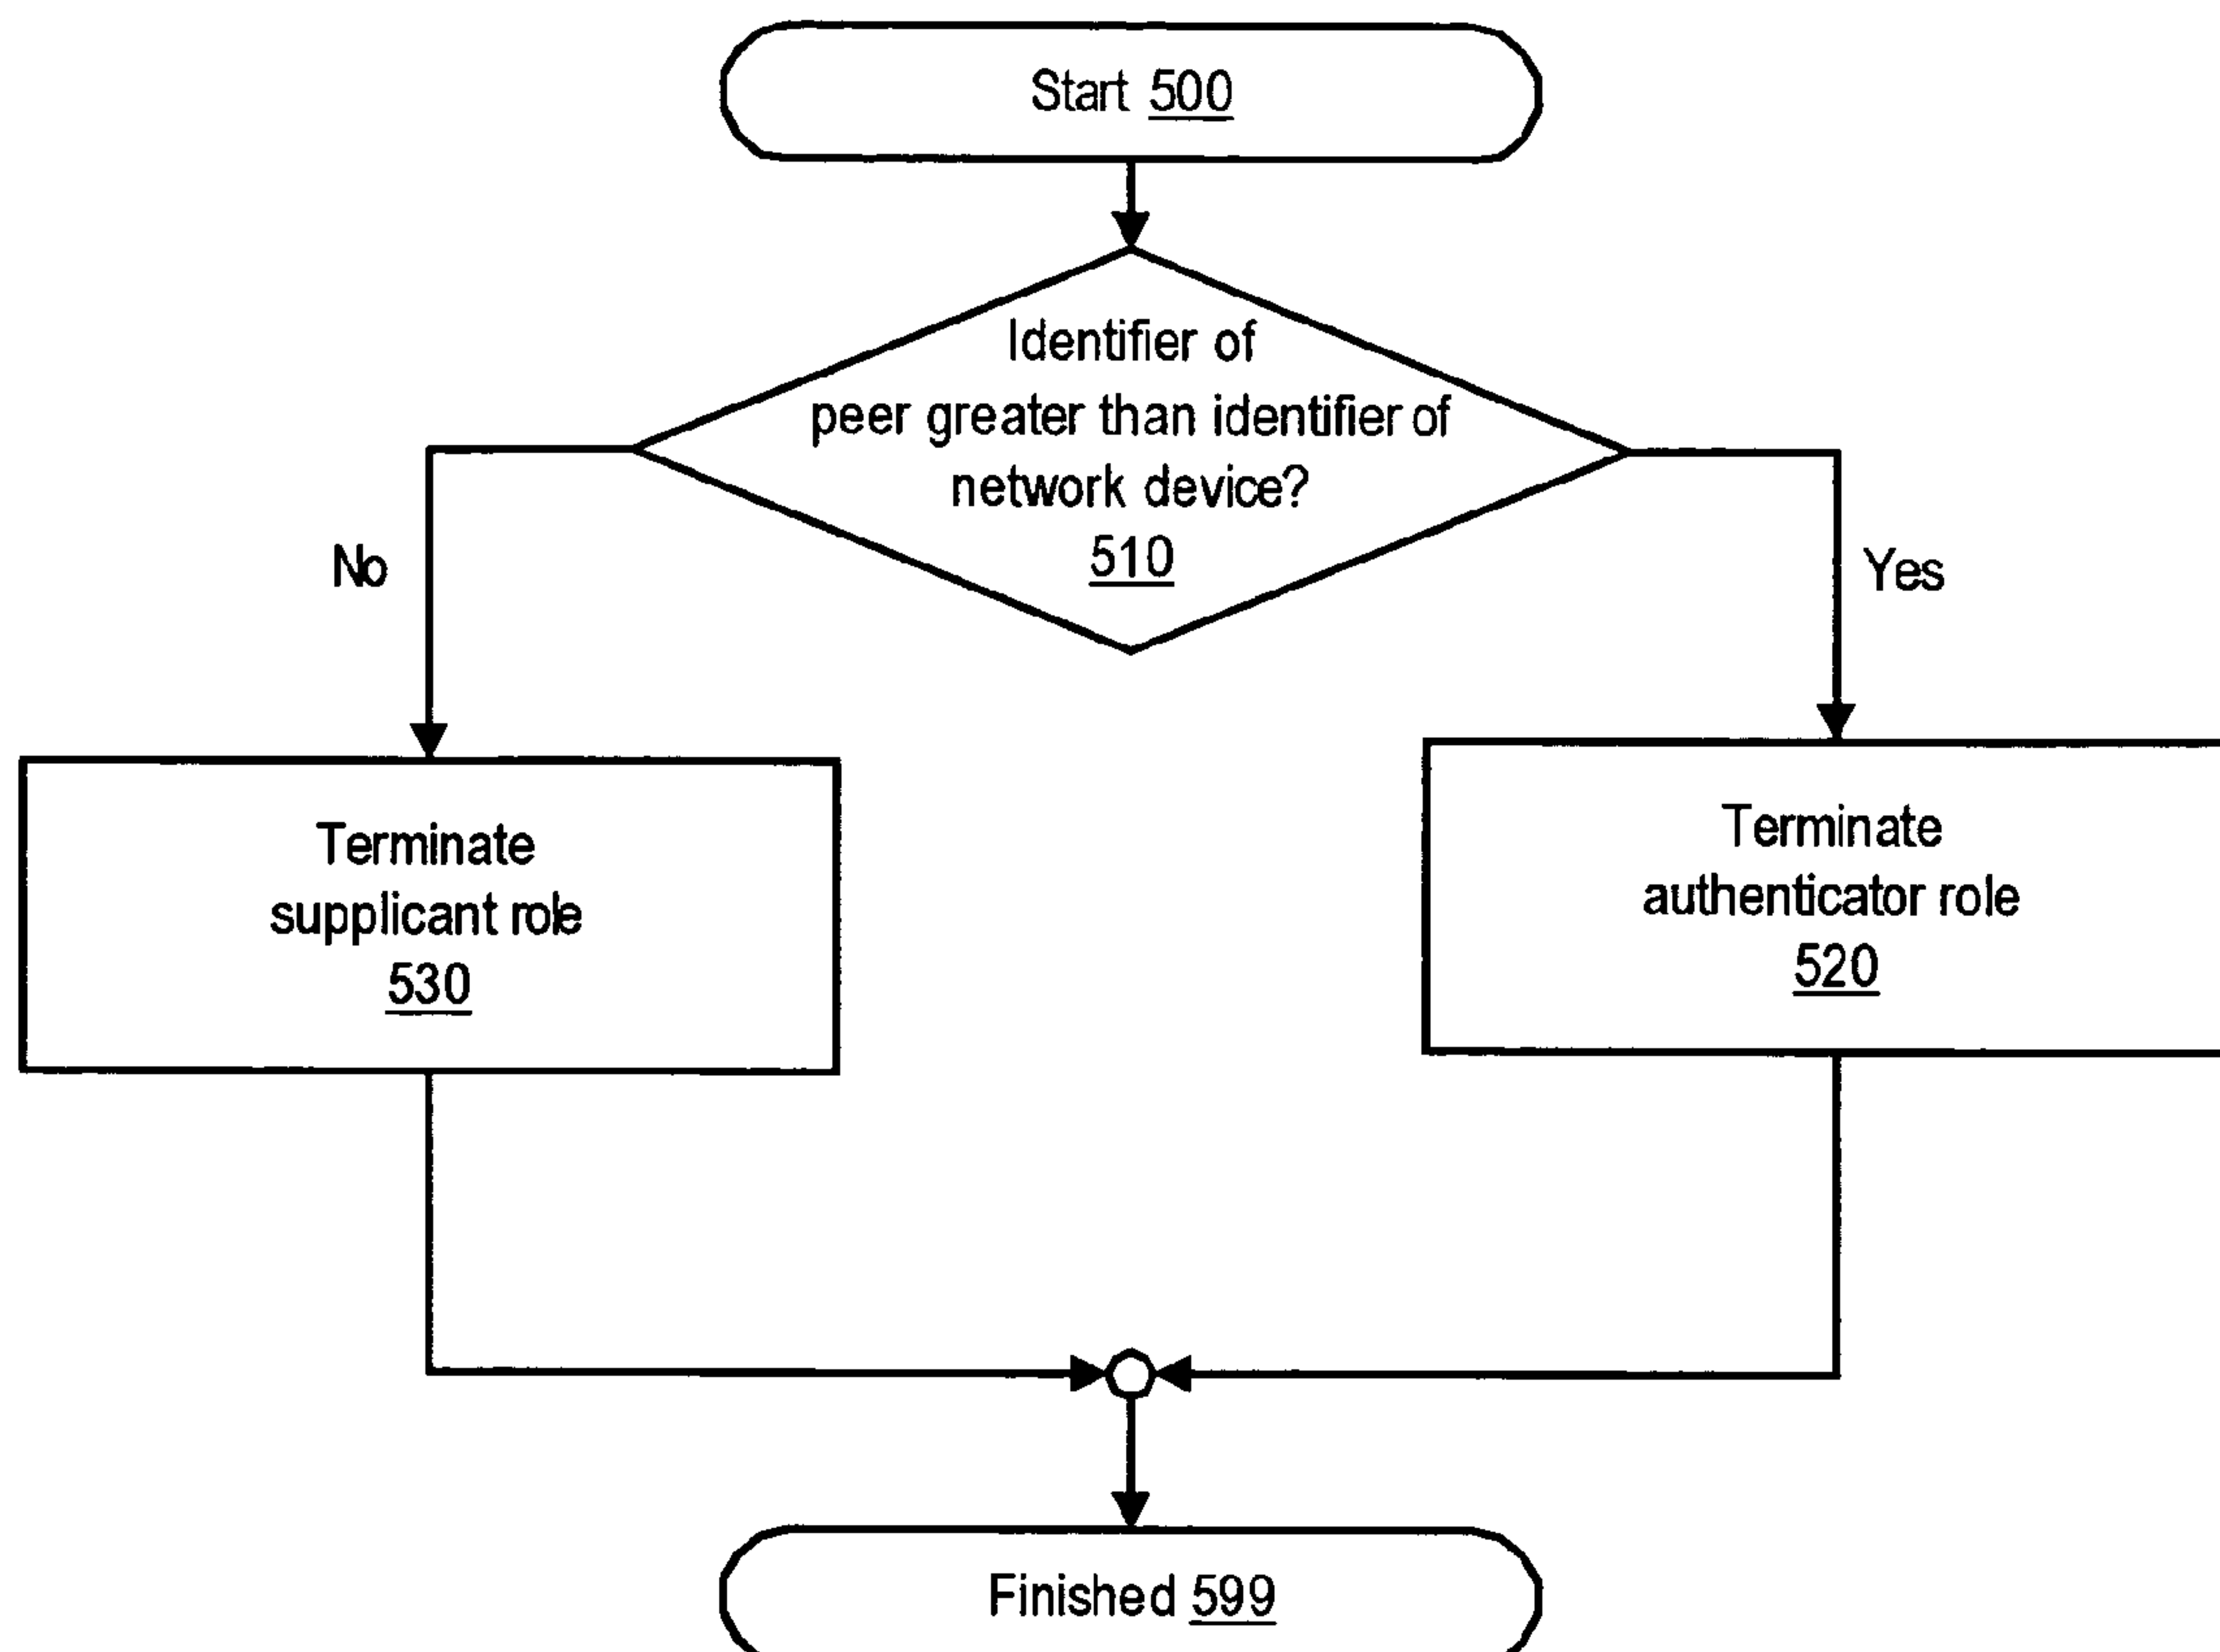 Start 500
Identifier of
peer greater than identifier of
network device?
510
No
Yes
Terminate
supplicant role
530
Terminate
authenticator role
520
Finished 599